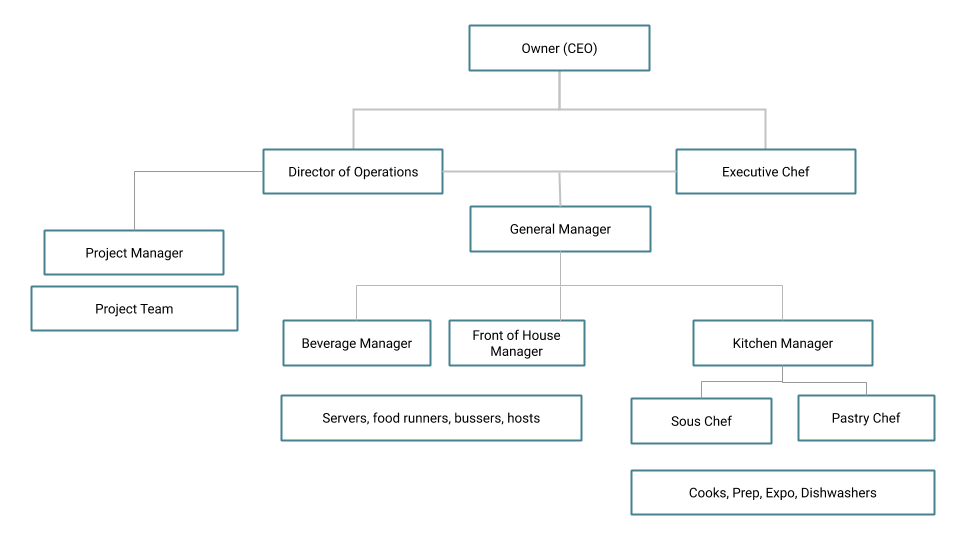 Owner (CEO)
Director of Operations
Executive Chef
General Manager
Project Manager
Project Team
Beverage Manager
Front of House
Manager
Kitchen Manager
Servers, food runners, bussers, hosts
Sous Chef
Pastry Chef
Cooks, Prep, Expo, Dishwashers